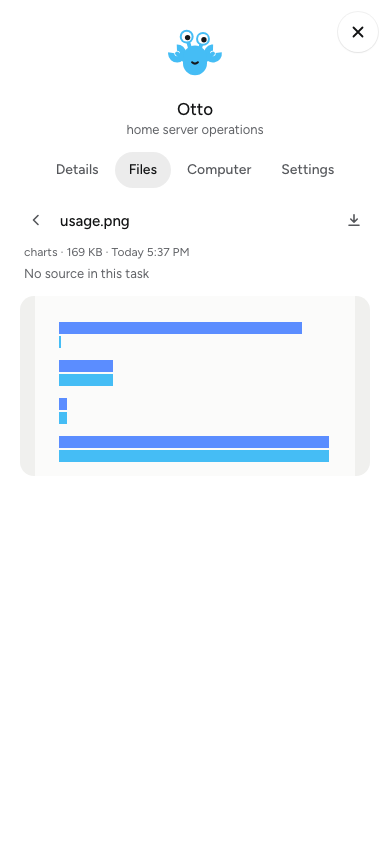 Otto
home server operations
Details Files Computer Settings
usage.png
charts · 169 KB · Today 5:37 PM
No source in this task